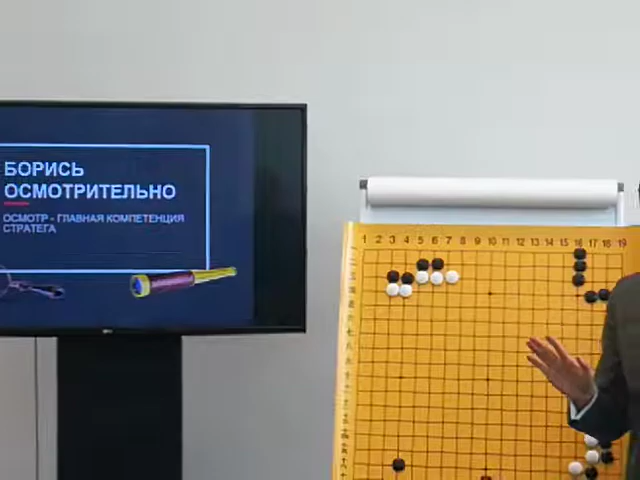 БОРИСЬ
ОСМОТРИТЕЛЬНО
ОСМОТР - ГЛАВНАЯ КОМПЕТЕНЦИЯ
СТРАТЕГА
1 2 3 4 5 6 7 8 9 10 11 12 13 14 15 16 17 18 19